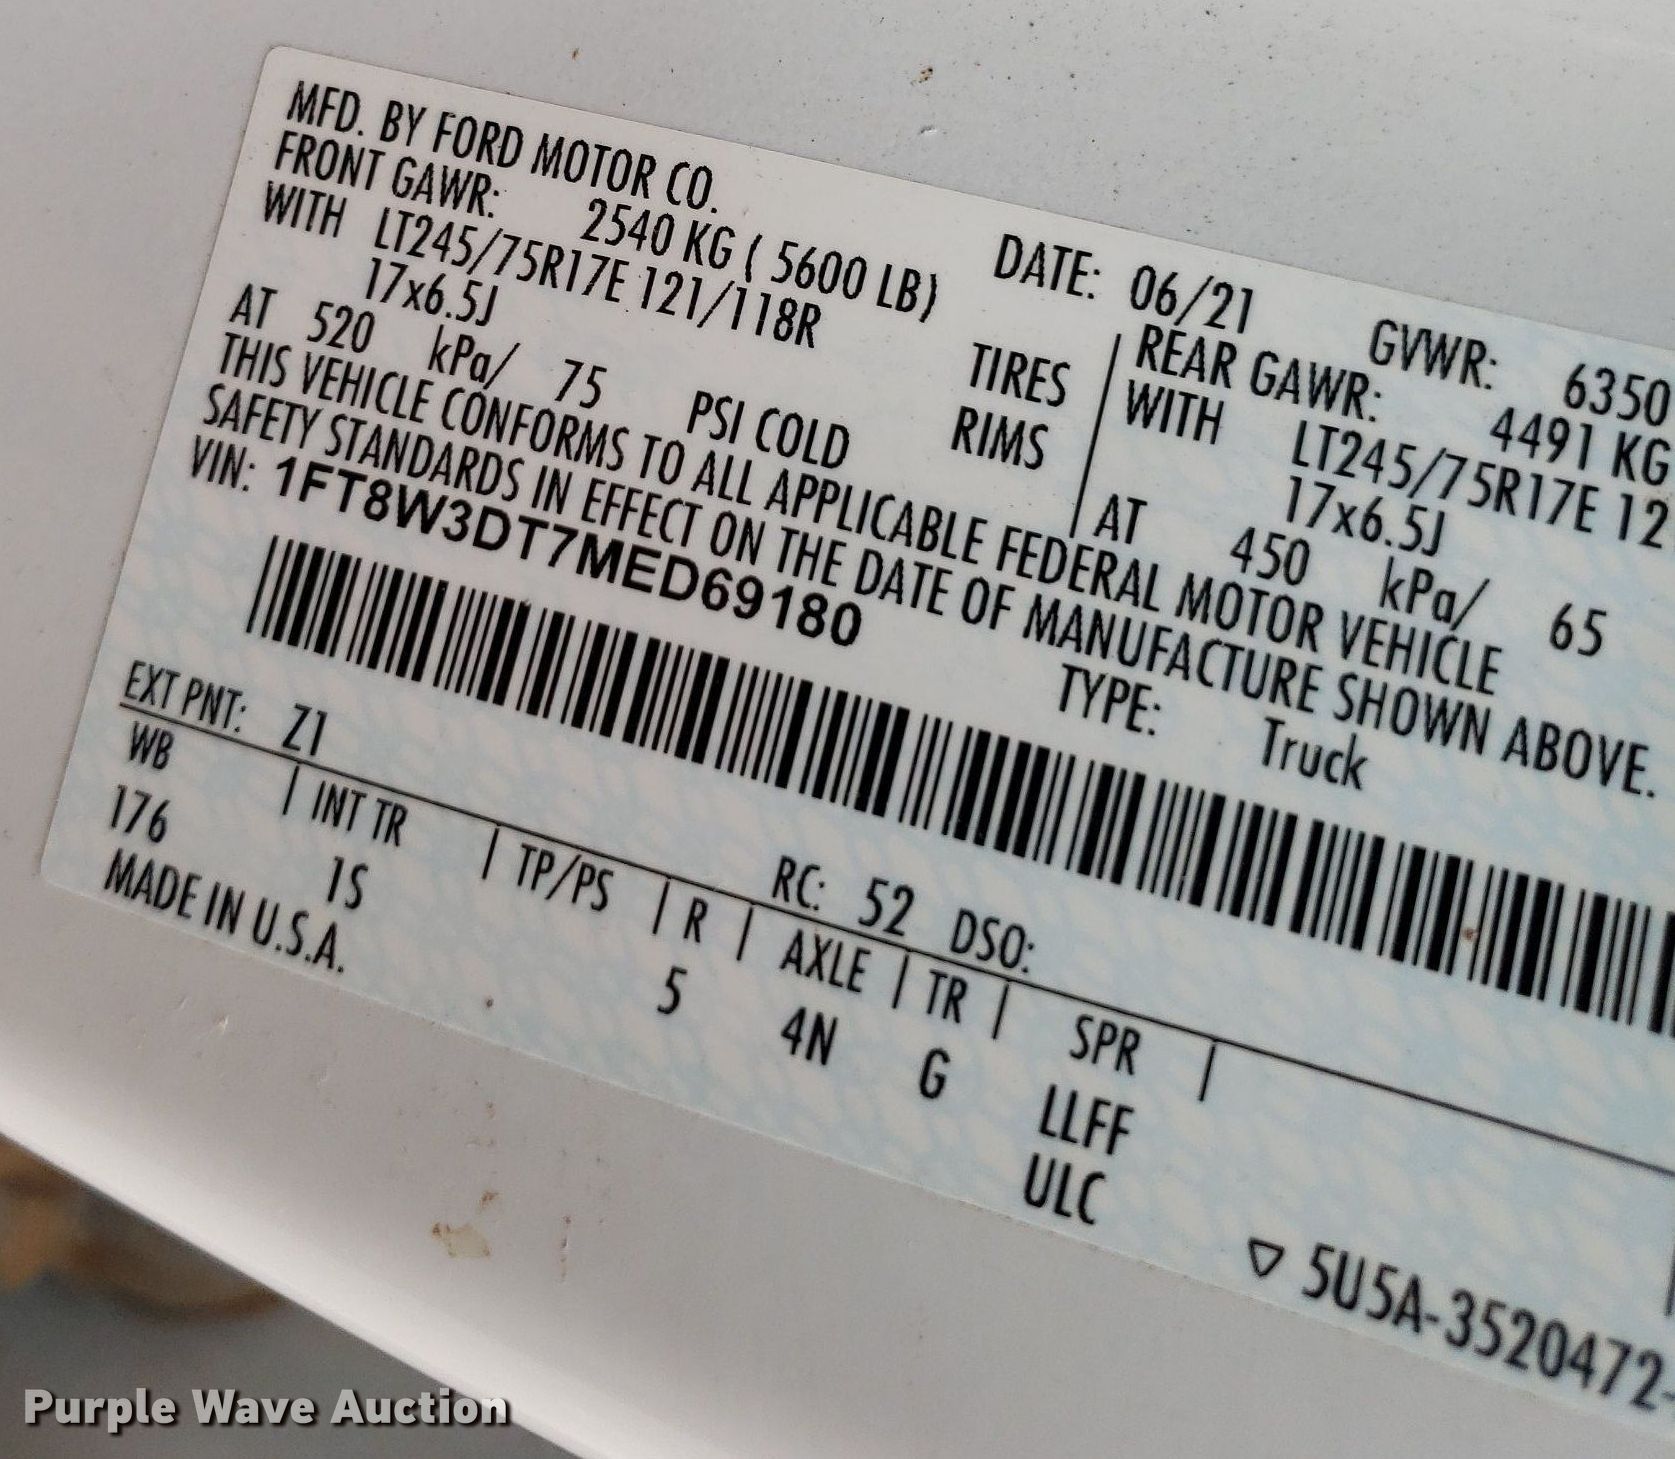 MFD. BY FORD MOTOR CO.
DATE: 06/21 GVWR: 6350
FRONT GAWR: 2540 KG ( 5600 LB)
REAR GAWR: 4491 KG
WITH LT245/75R17E 121/118R TIRES
WITH LT245/75R17E 12
17x6.5J RIMS
17x6.5J
AT 520 kPa/ 75 PSI COLD
AT 450 kPa/ 65
THIS VEHICLE CONFORMS TO ALL APPLICABLE FEDERAL MOTOR VEHICLE
SAFETY STANDARDS IN EFFECT ON THE DATE OF MANUFACTURE SHOWN ABOVE.
VIN: 1FT8W3DT7MED69180
TYPE: Truck
EXT PNT: Z1 RC: 52 DSO:
WB | INT TR | TP/PS | R | AXLE | TR | SPR |
176 1S 5 4N G LLFF
MADE IN U.S.A. ULC
▽ 5U5A-3520472-
Purple Wave Auction